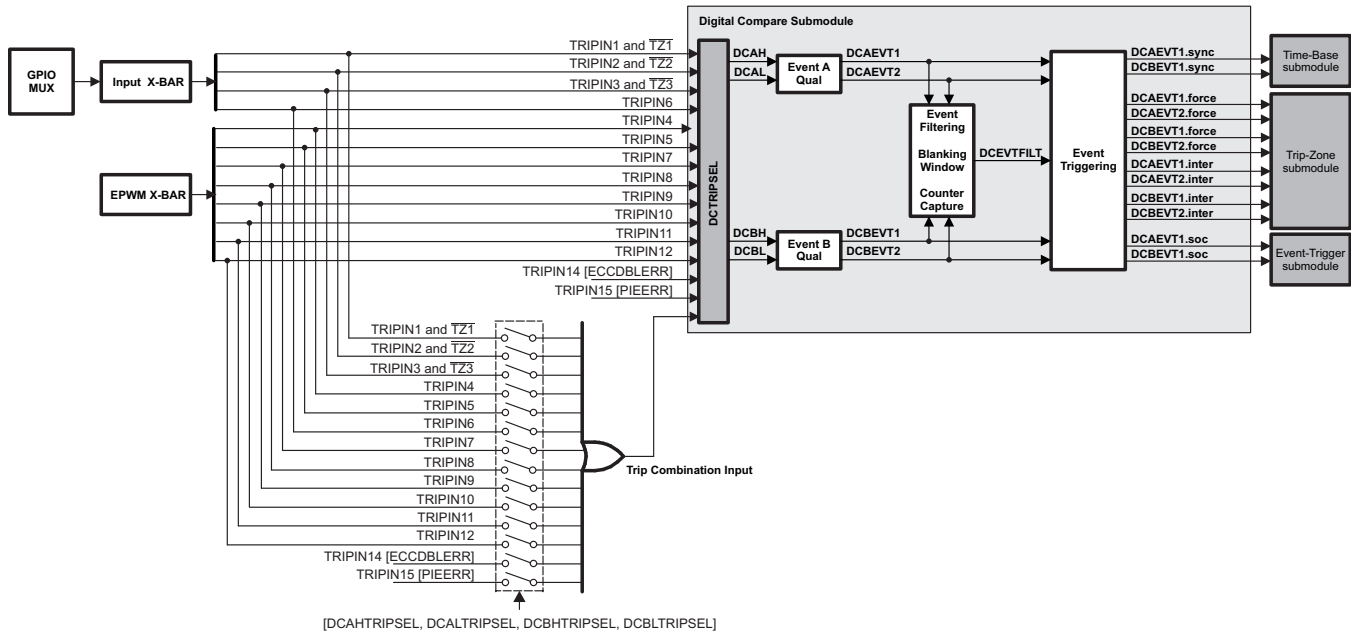 Digital Compare Submodule
GPIO
MUX
Input X-BAR
EPWM X-BAR
TRIPIN1 and TZ1
TRIPIN2 and TZ2
TRIPIN3 and TZ3
TRIPIN6
TRIPIN4
TRIPIN5
TRIPIN7
TRIPIN8
TRIPIN9
TRIPIN10
TRIPIN11
TRIPIN12
TRIPIN14 [ECCDBLERR]
TRIPIN15 [PIEERR]
DCTRIPSEL
DCAH
DCAL
Event A
Qual
DCAEVT1
DCAEVT2
DCBH
DCBL
Event B
Qual
DCBEVT1
DCBEVT2
Event
Filtering
Blanking
Window
Counter
Capture
DCEVTFILT
Event
Triggering
DCAEVT1.sync
DCBEVT1.sync
DCAEVT1.force
DCAEVT2.force
DCBEVT1.force
DCBEVT2.force
DCAEVT1.inter
DCAEVT2.inter
DCBEVT1.inter
DCBEVT2.inter
DCAEVT1.soc
DCBEVT1.soc
Time-Base
submodule
Trip-Zone
submodule
Event-Trigger
submodule
TRIPIN1 and TZ1
TRIPIN2 and TZ2
TRIPIN3 and TZ3
TRIPIN4
TRIPIN5
TRIPIN6
TRIPIN7
TRIPIN8
TRIPIN9
TRIPIN10
TRIPIN11
TRIPIN12
TRIPIN14 [ECCDBLERR]
TRIPIN15 [PIEERR]
Trip Combination Input
[DCAHTRIPSEL, DCALTRIPSEL, DCBHTRIPSEL, DCBLTRIPSEL]